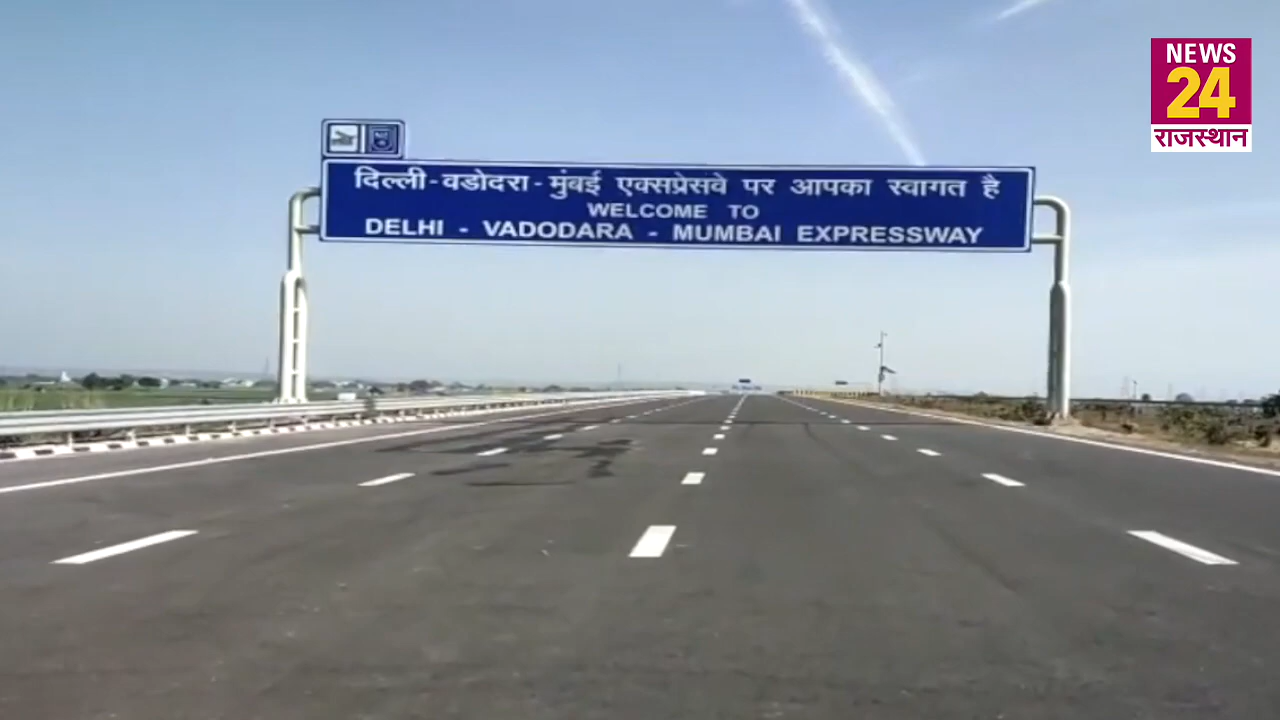 NEWS
24
राजस्थान
दिल्ली - वडोदरा - मुंबई एक्सप्रेसवे पर आपका स्वागत है
WELCOME TO
DELHI - VADODARA - MUMBAI EXPRESSWAY